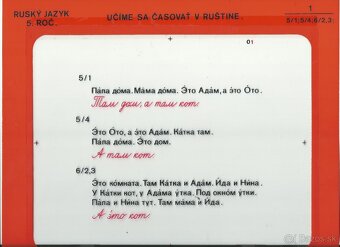 RUSKÝ JAZYK
5. ROČ.
UČÍME SA ČASOVAŤ V RUŠTINE.
1
5/1;5/4;6/2,3
01
5/1
Па́па до́ма. Ма́ма до́ма. Э́то Ада́м, а э́то О́то.
Там дом, а там кот.
5/4
Э́то О́то, а э́то Ада́м. Ка́тка там.
Па́па до́ма. Э́то дом.
А там кот.
6/2,3
Э́то ко́мната. Там Ка́тка и Ада́м, И́да и Ни́на.
У Ка́тки кот, у Ада́ма у́тка. Под окно́м у́тки.
Па́па и Ни́на тут. Там ма́ма и И́да.
А э́то кот.
bazos.sk